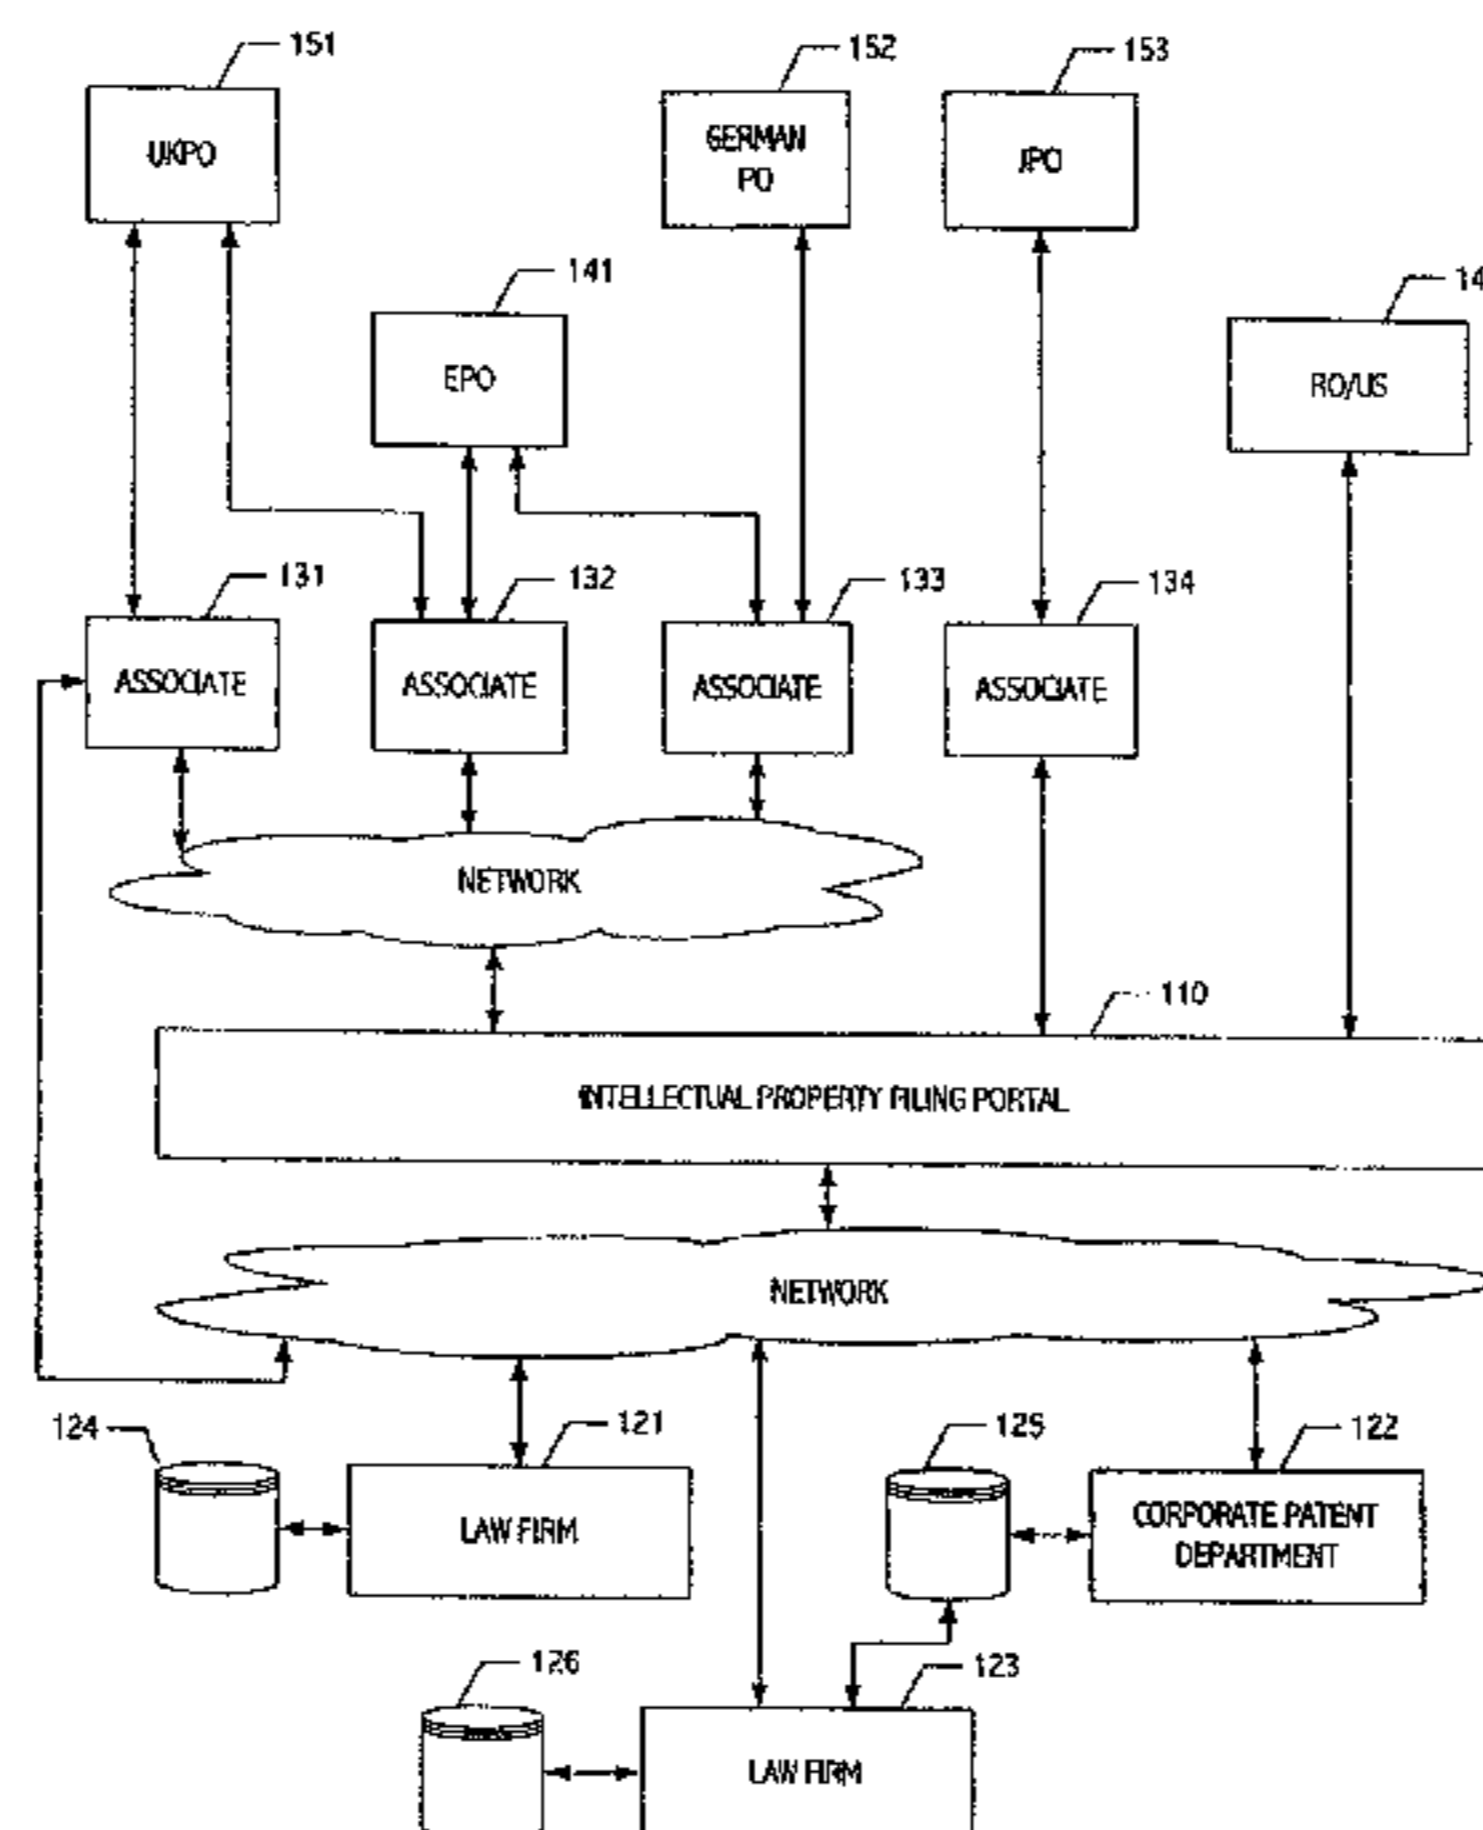 151
152
153
UKPO
GERMAN
PO
JPO
141
14
EPO
RO/US
131
132
133
134
ASSOCIATE
ASSOCIATE
ASSOCIATE
ASSOCIATE
NETWORK
110
INTELLECTUAL PROPERTY FILING PORTAL
NETWORK
124
121
125
122
LAW FIRM
CORPORATE PATENT
DEPARTMENT
126
123
LAW FIRM